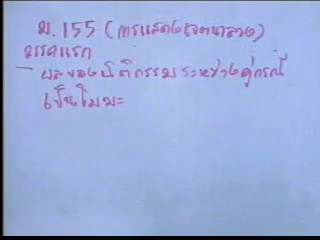 ม. 155 (การแสดงเจตนาลวง)
วรรคแรก
- ผลของนิติกรรมระหว่างคู่กรณี
เป็นโมฆะ